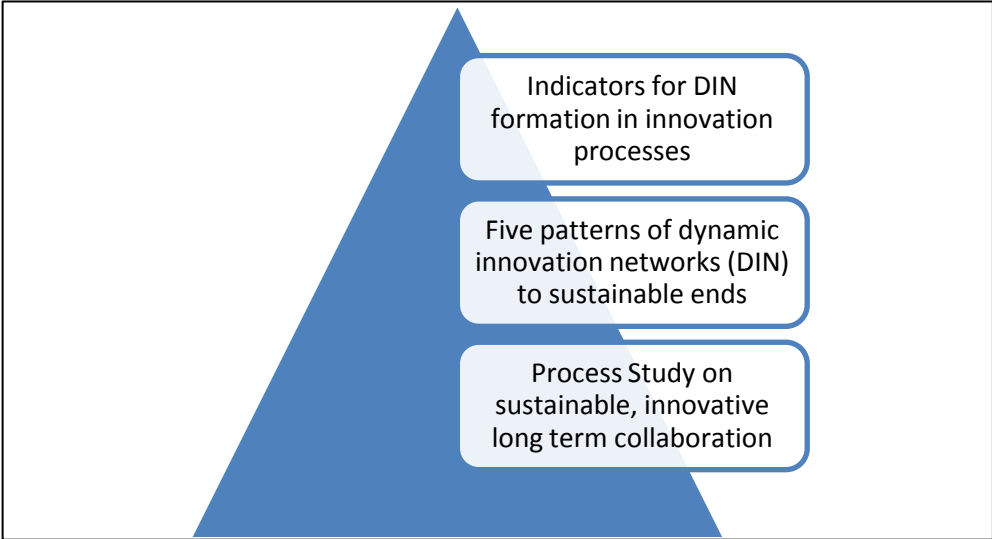 Indicators for DIN
formation in innovation
processes
Five patterns of dynamic
innovation networks (DIN)
to sustainable ends
Process Study on
sustainable, innovative
long term collaboration